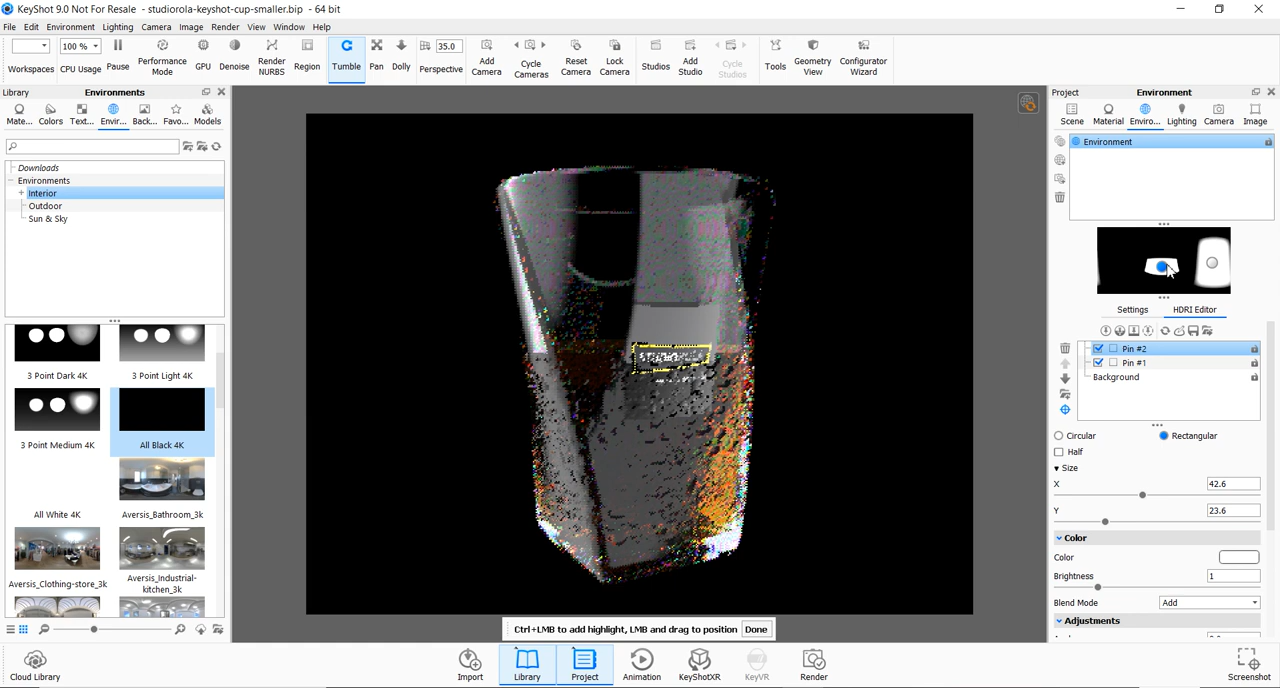 KeyShot 9.0 Not For Resale - studiorola-keyshot-cup-smaller.bip - 64 bit
File Edit Environment Lighting Camera Image Render View Window Help
100 %
35.0
Workspaces CPU Usage Pause Performance Mode GPU Denoise Render NURBS Region Tumble Pan Dolly Perspective Add Camera Cycle Cameras Reset Camera Lock Camera Studios Add Studio Cycle Studios Tools Geometry View Configurator Wizard
Library Environments
Mate... Colors Text... Envir... Back... Favo... Models
Downloads
Environments
Interior
Outdoor
Sun & Sky
3 Point Dark 4K 3 Point Light 4K
3 Point Medium 4K All Black 4K
All White 4K Aversis_Bathroom_3k
Aversis_Clothing-store_3k Aversis_Industrial-kitchen_3k
Ctrl+LMB to add highlight, LMB and drag to position Done
Project Environment
Scene Material Enviro... Lighting Camera Image
Environment
Settings HDRI Editor
Pin #2
Pin #1
Background
Circular Rectangular
Half
Size
X 42.6
Y 23.6
Color
Color
Brightness 1
Blend Mode Add
Adjustments
Cloud Library Import Library Project Animation KeyShotXR KeyVR Render Screenshot